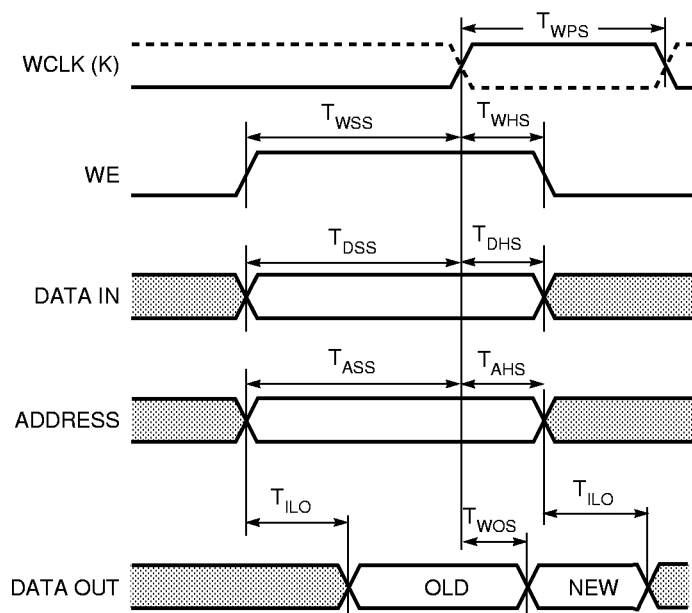 T_WPS
WCLK (K)
T_WSS
T_WHS
WE
T_DSS
T_DHS
DATA IN
T_ASS
T_AHS
ADDRESS
T_ILO
T_WOS
T_ILO
DATA OUT
OLD
NEW